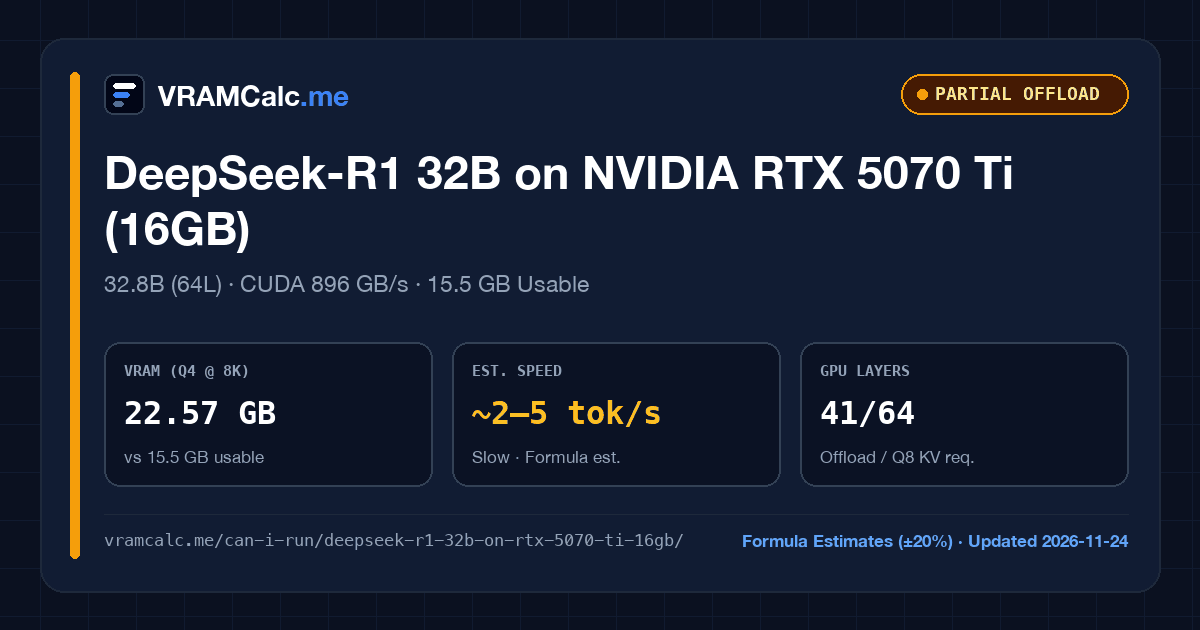 VRAMCalc.me
PARTIAL OFFLOAD
DeepSeek-R1 32B on NVIDIA RTX 5070 Ti
(16GB)
32.8B (64L) · CUDA 896 GB/s · 15.5 GB Usable
VRAM (Q4 @ 8K)
22.57 GB
vs 15.5 GB usable
EST. SPEED
~2–5 tok/s
Slow · Formula est.
GPU LAYERS
41/64
Offload / Q8 KV req.
vramcalc.me/can-i-run/deepseek-r1-32b-on-rtx-5070-ti-16gb/
Formula Estimates (±20%) · Updated 2026-11-24